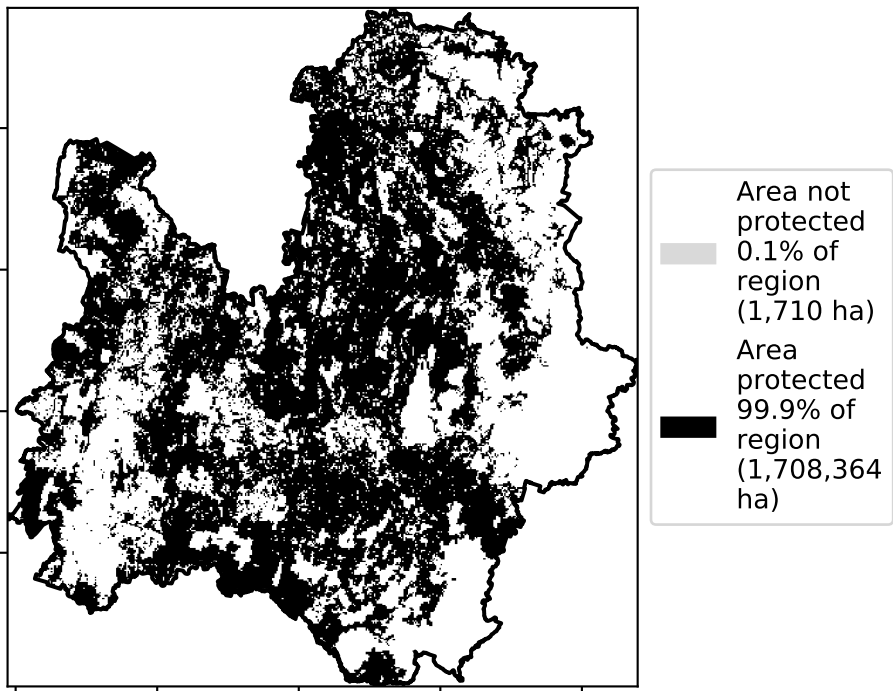 Area not
protected
0.1% of
region
(1,710 ha)
Area
protected
99.9% of
region
(1,708,364
ha)